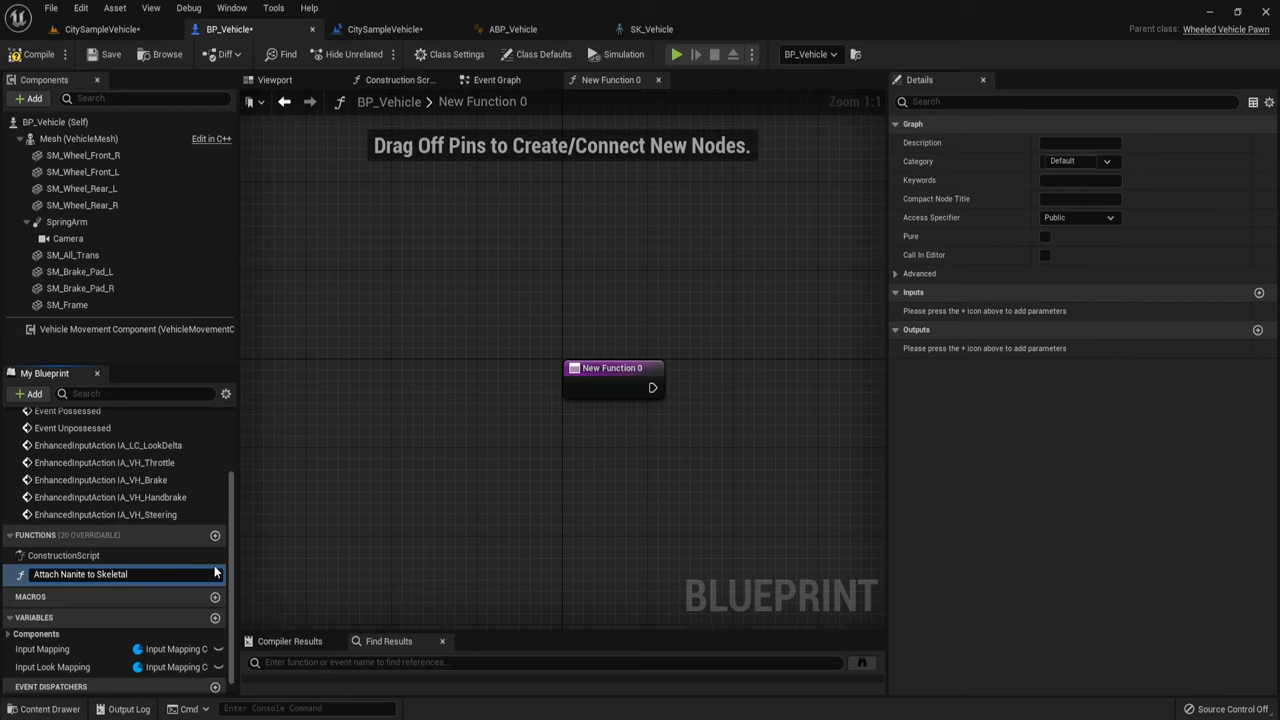 File Edit Asset View Debug Window Tools Help
CitySampleVehicle• BP_Vehicle• CitySampleVehicle• ABP_Vehicle SK_Vehicle Parent class: Wheeled Vehicle Pawn
Compile Save Browse Diff Find Hide Unrelated Class Settings Class Defaults Simulation BP_Vehicle
Components
Add Search
BP_Vehicle (Self)
Mesh (VehicleMesh) Edit in C++
SM_Wheel_Front_R
SM_Wheel_Front_L
SM_Wheel_Rear_L
SM_Wheel_Rear_R
SpringArm
Camera
SM_All_Trans
SM_Brake_Pad_L
SM_Brake_Pad_R
SM_Frame
Vehicle Movement Component (VehicleMovementC
My Blueprint
Add Search
Event Possessed
Event Unpossessed
EnhancedInputAction IA_LC_LookDelta
EnhancedInputAction IA_VH_Throttle
EnhancedInputAction IA_VH_Brake
EnhancedInputAction IA_VH_Handbrake
EnhancedInputAction IA_VH_Steering
FUNCTIONS (20 OVERRIDABLE)
ConstructionScript
Attach Nanite to Skeletal
MACROS
VARIABLES
Components
Input Mapping Input Mapping C
Input Look Mapping Input Mapping C
EVENT DISPATCHERS
Viewport Construction Scr... Event Graph New Function 0
BP_Vehicle > New Function 0 Zoom 1:1
Drag Off Pins to Create/Connect New Nodes.
New Function 0
BLUEPRINT
Compiler Results Find Results
Enter function or event name to find references...
Details
Search
Graph
Description
Category Default
Keywords
Compact Node Title
Access Specifier Public
Pure
Call In Editor
Advanced
Inputs
Please press the + icon above to add parameters
Outputs
Please press the + icon above to add parameters
Content Drawer Output Log Cmd Enter Console Command Source Control Off